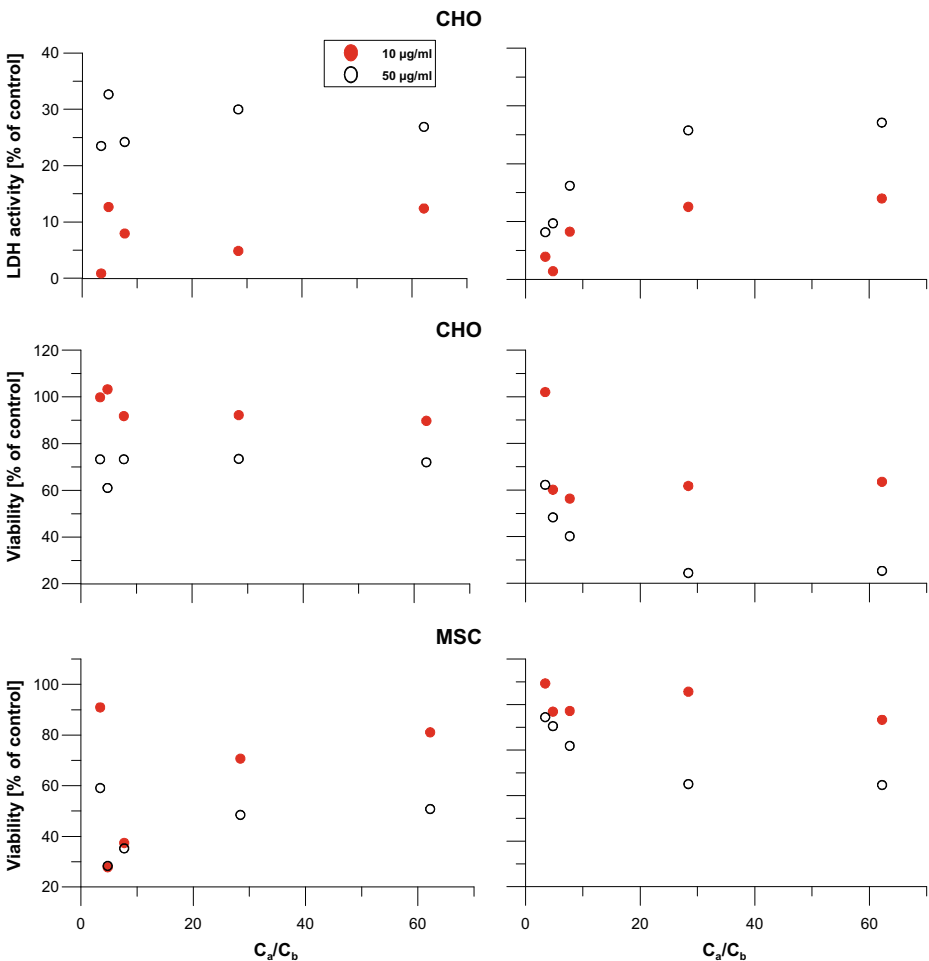 CHO
10 µg/ml
50 µg/ml
LDH activity [% of control]
40
30
20
10
0
CHO
Viability [% of control]
120
100
80
60
40
20
MSC
Viability [% of control]
100
80
60
40
20
0 20 40 60
0 20 40 60
Cₐ/C_b
Cₐ/C_b